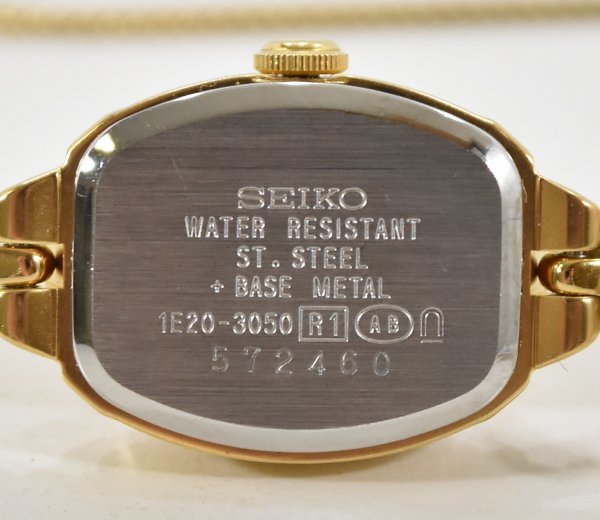 SEIKO
WATER RESISTANT
ST. STEEL
+ BASE METAL
1E20-3050 R1 AB
572460